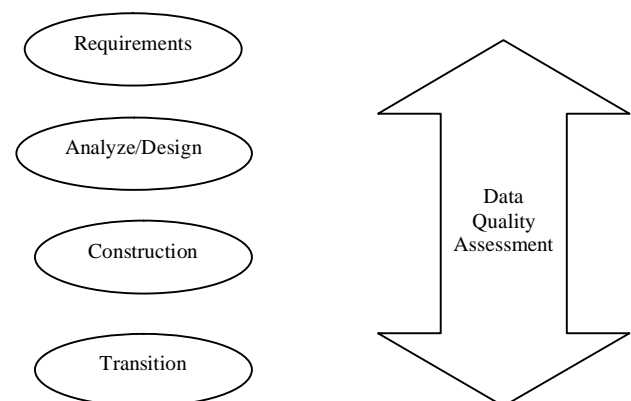 Requirements
Analyze/Design
Construction
Transition
Data
Quality
Assessment